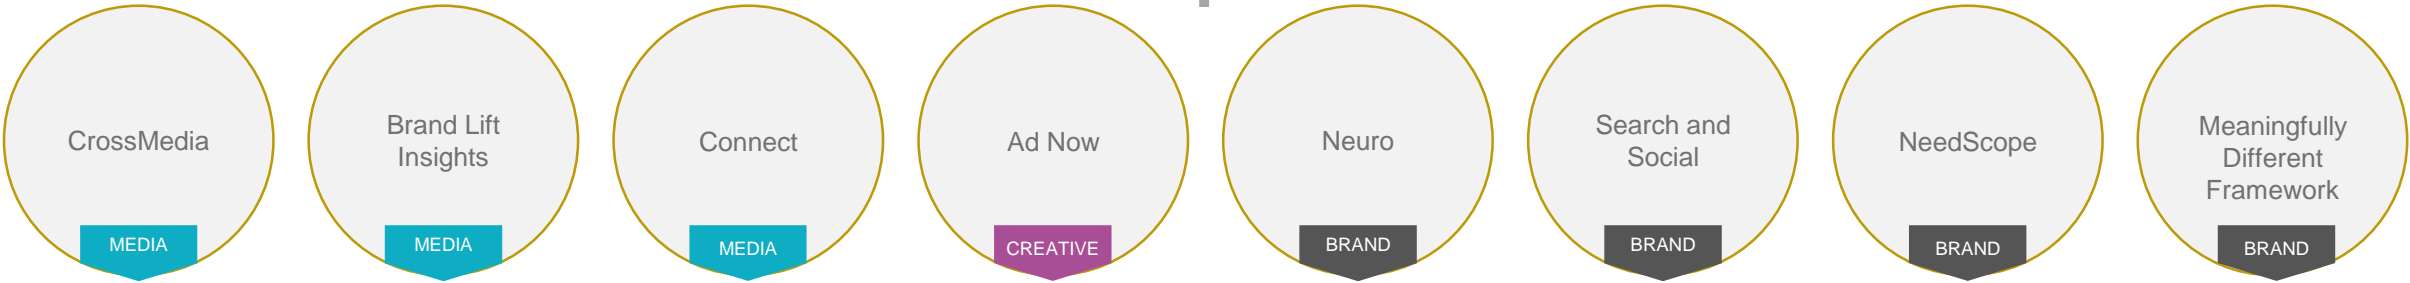 CrossMedia
MEDIA
Brand Lift
Insights
MEDIA
Connect
MEDIA
Ad Now
CREATIVE
Neuro
BRAND
Search and
Social
BRAND
NeedScope
BRAND
Meaningfully
Different
Framework
BRAND